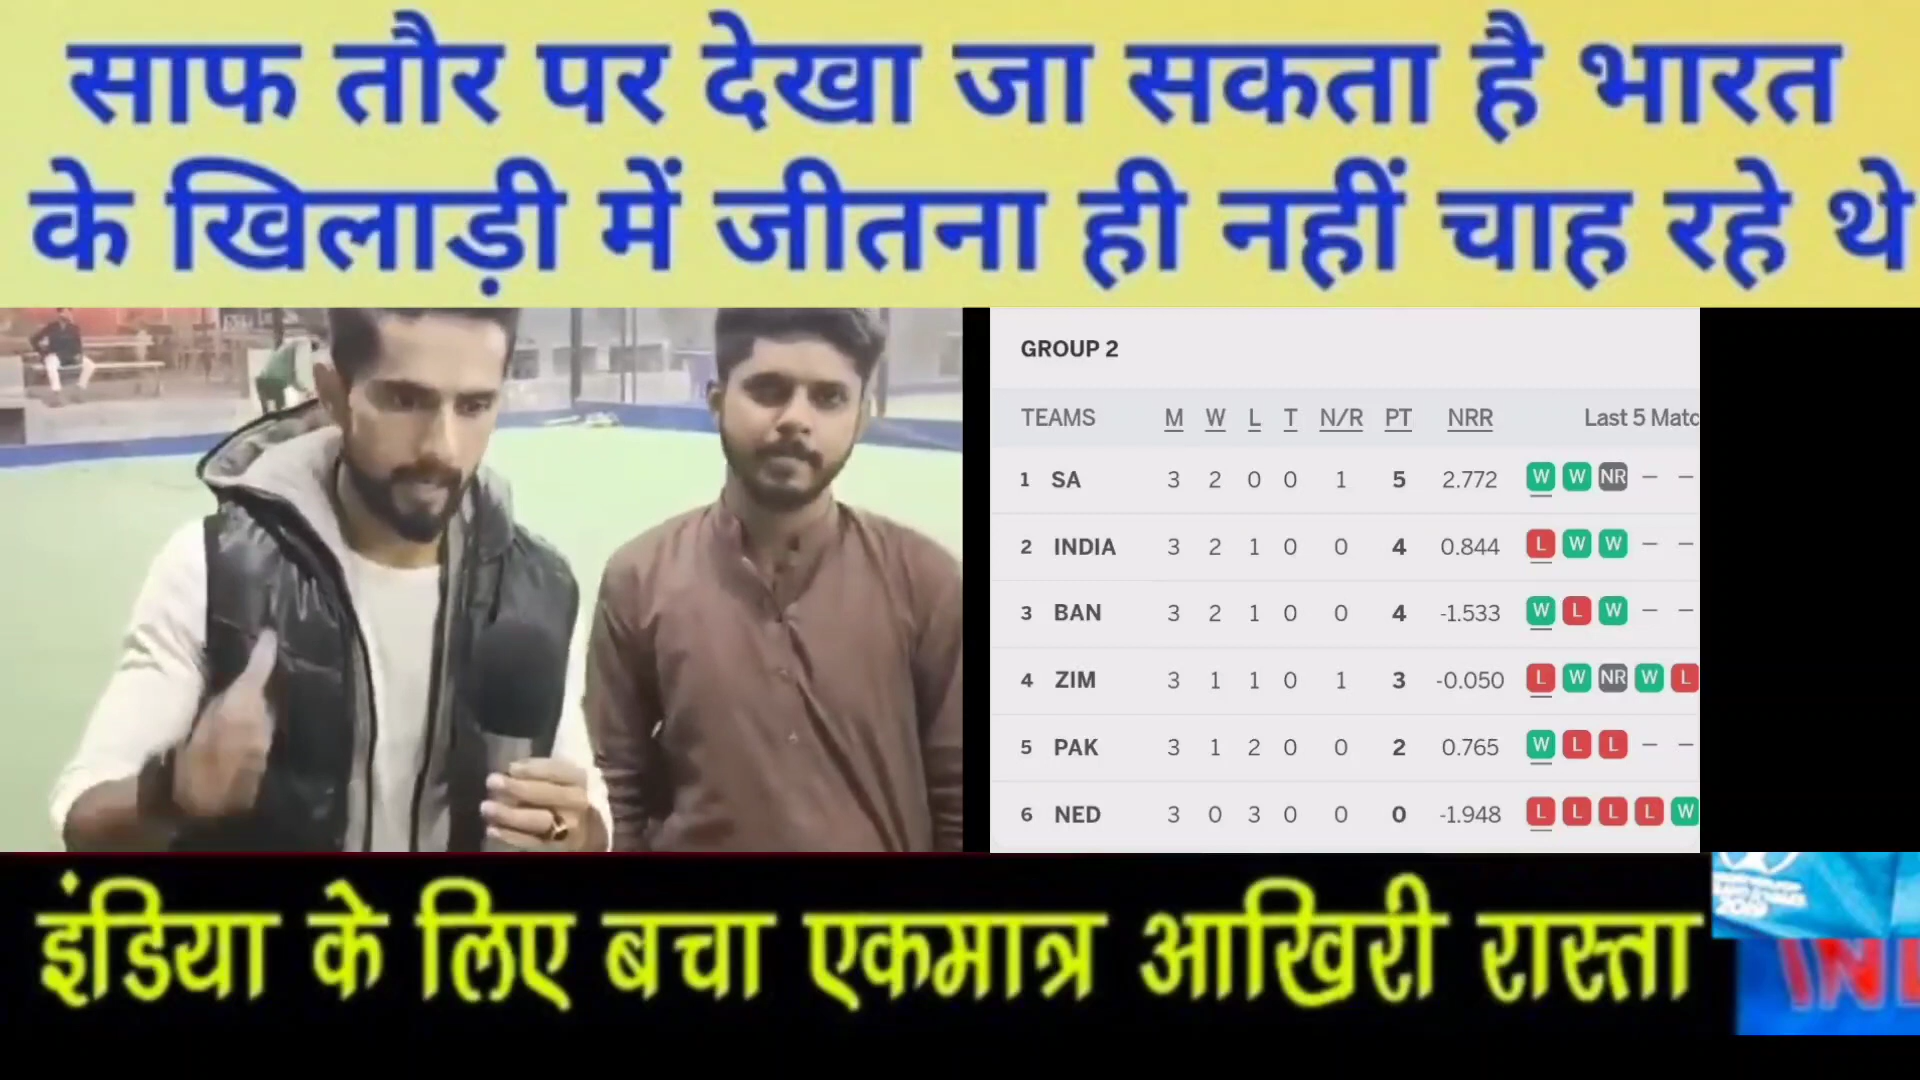 साफ तौर पर देखा जा सकता है भारत
के खिलाड़ी में जीतना ही नहीं चाह रहे थे
GROUP 2
TEAMS M W L T N/R PT NRR Last 5 Matc
1 SA 3 2 0 0 1 5 2.772 W W NR – –
2 INDIA 3 2 1 0 0 4 0.844 L W W – –
3 BAN 3 2 1 0 0 4 -1.533 W L W – –
4 ZIM 3 1 1 0 1 3 -0.050 L W NR W L
5 PAK 3 1 2 0 0 2 0.765 W L L – –
6 NED 3 0 3 0 0 0 -1.948 L L L L W
इंडिया के लिए बचा एकमात्र आखिरी रास्ता
2019